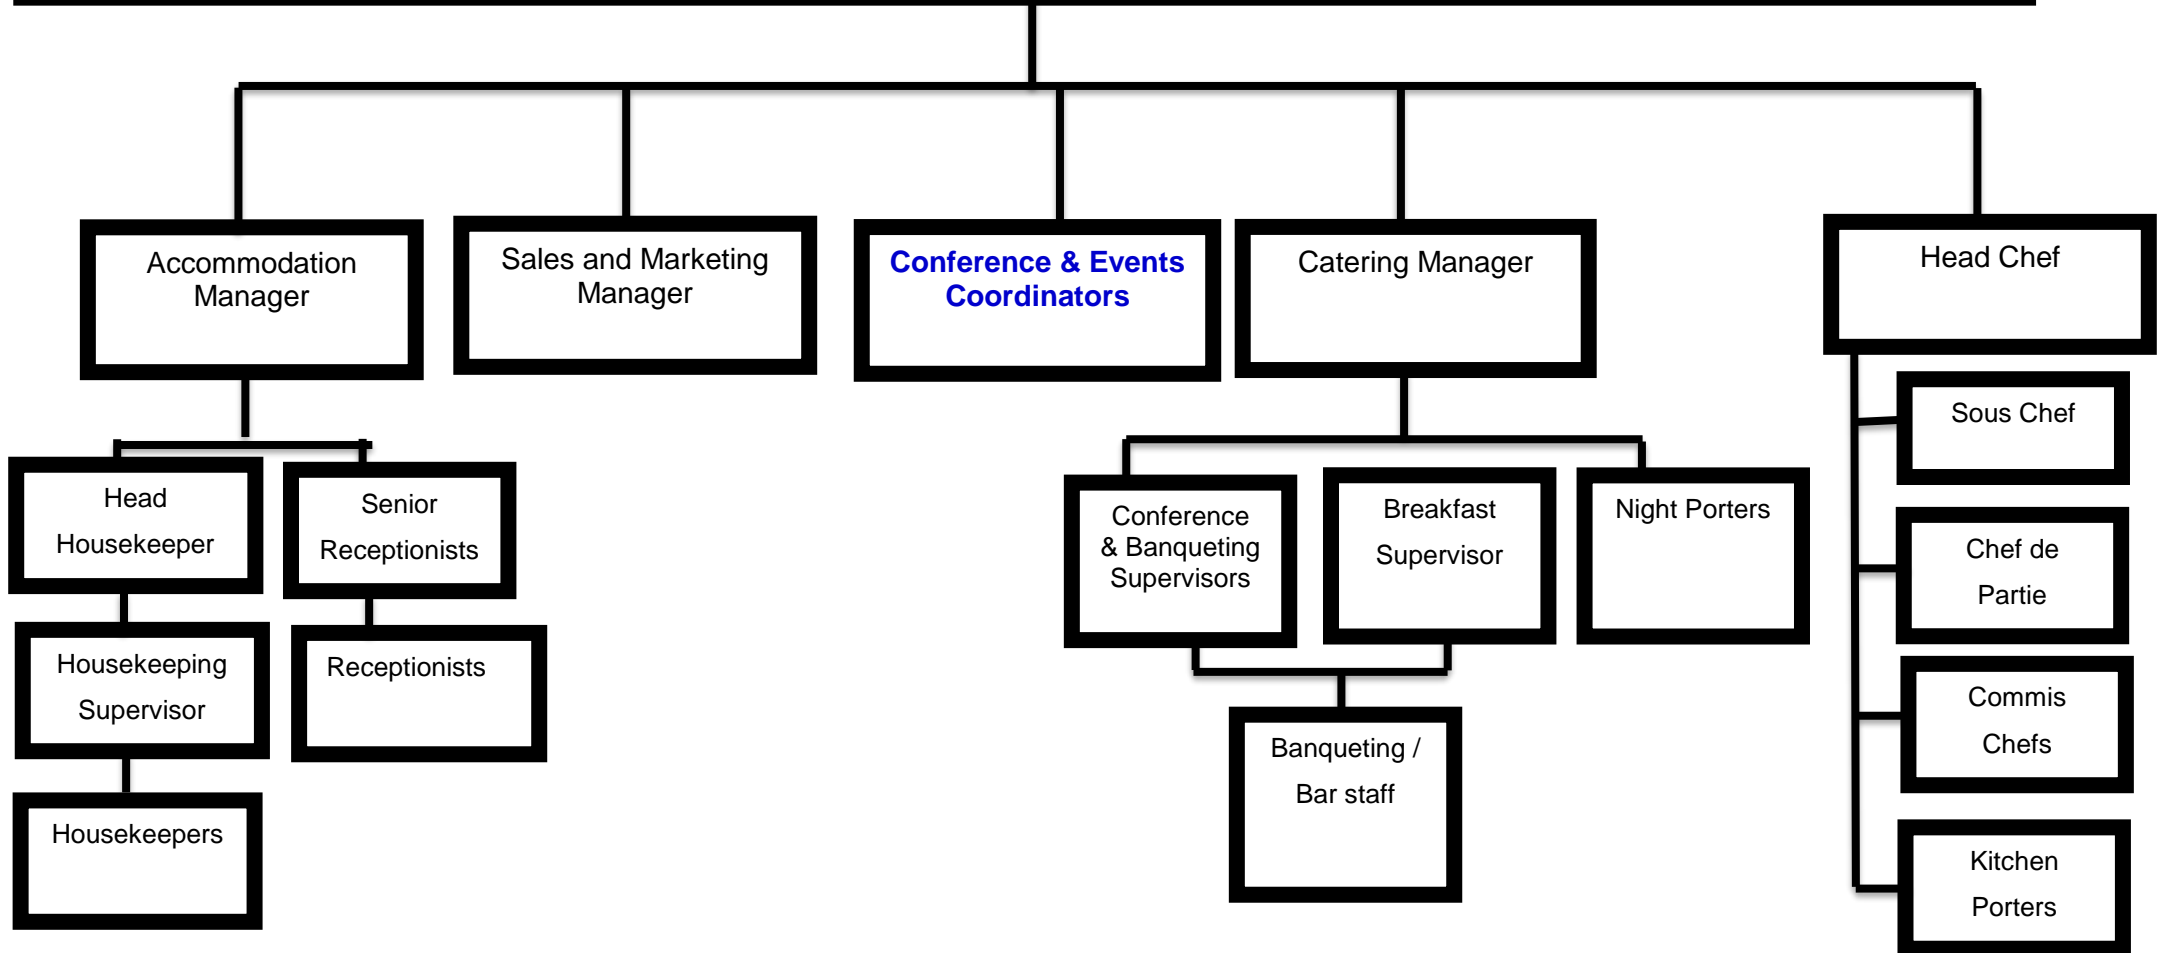 Accommodation
Manager
Sales and Marketing
Manager
Conference & Events
Coordinators
Catering Manager
Head Chef
Sous Chef
Chef de
Partie
Commis
Chefs
Kitchen
Porters
Head
Housekeeper
Senior
Receptionists
Housekeeping
Supervisor
Receptionists
Housekeepers
Conference
& Banqueting
Supervisors
Breakfast
Supervisor
Night Porters
Banqueting /
Bar staff